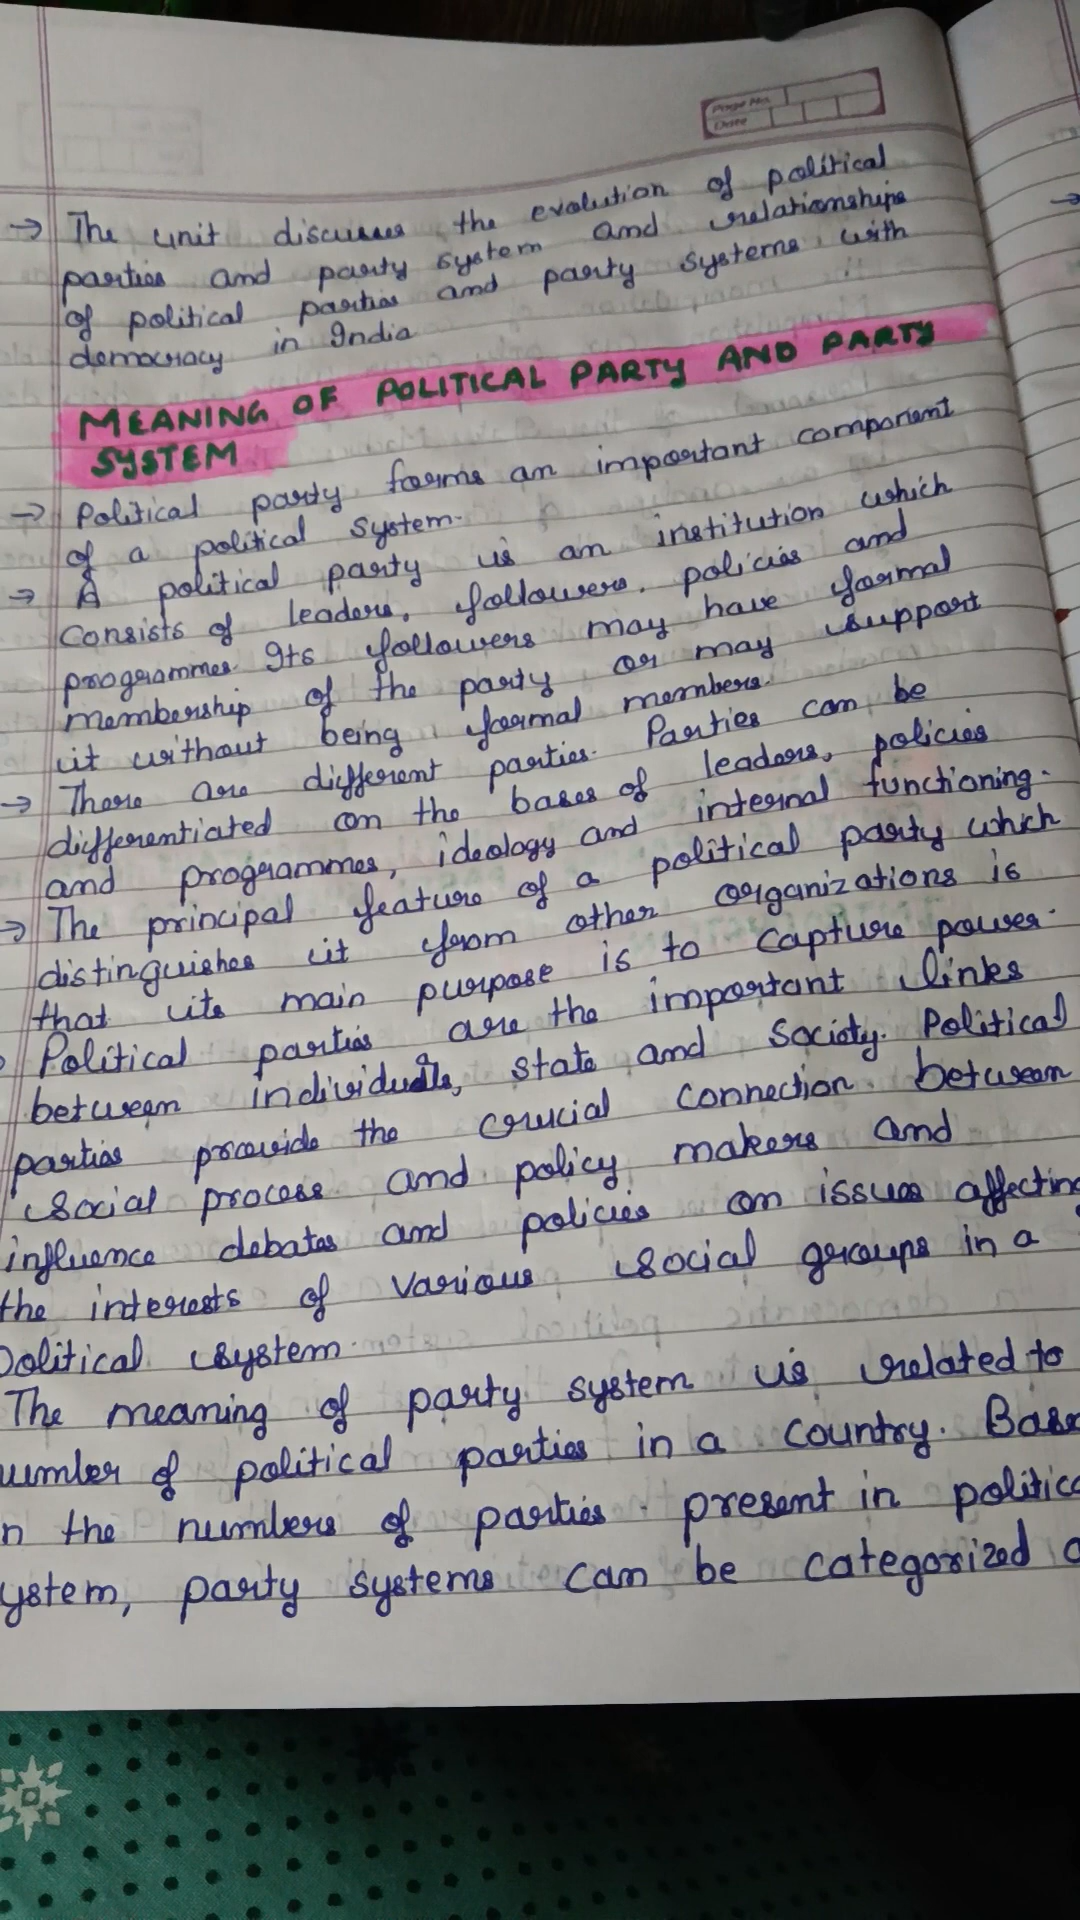 Page No.
Date
→ The unit discusses the evolution of political
parties and party system and relationships
of political parties and party systems with
democracy in India
MEANING OF POLITICAL PARTY AND PARTY
SYSTEM
→ Political party forms an important component
of a political system.
→ A political party is an institution which
consists of leaders, followers, policies and
programmes. Its followers may have formal
membership of the party or may support
it without being formal members.
→ There are different parties. Parties can be
differentiated on the bases of leaders, policies
and programmes, ideology and internal functioning.
→ The principal feature of a political party which
distinguishes it from other organizations is
that its main purpose is to capture power.
Political parties are the important links
between individuals, state and Society. Political
parties provide the crucial connection between
social process and policy makers and
influence debates and policies on issues affecting
the interests of various social groups in a
political system.
The meaning of party system is related to
number of political parties in a country. Base
n the numbers of parties present in politic
ystem, party systems can be categorized a